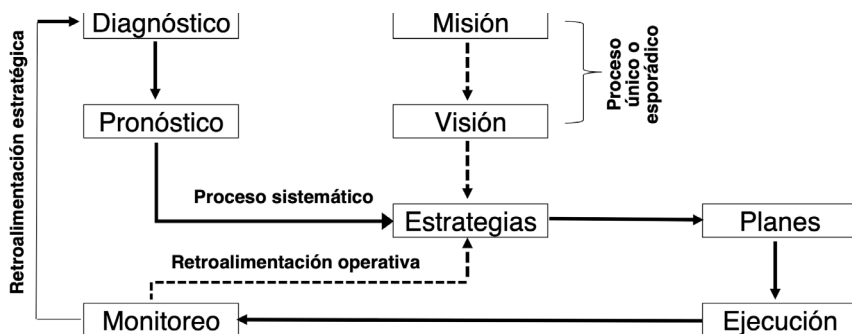 Diagnóstico
Misión
Proceso
único o
esporádico
Retroalimentación estratégica
Pronóstico
Visión
Proceso sistemático
Estrategias
Planes
Retroalimentación operativa
Monitoreo
Ejecución